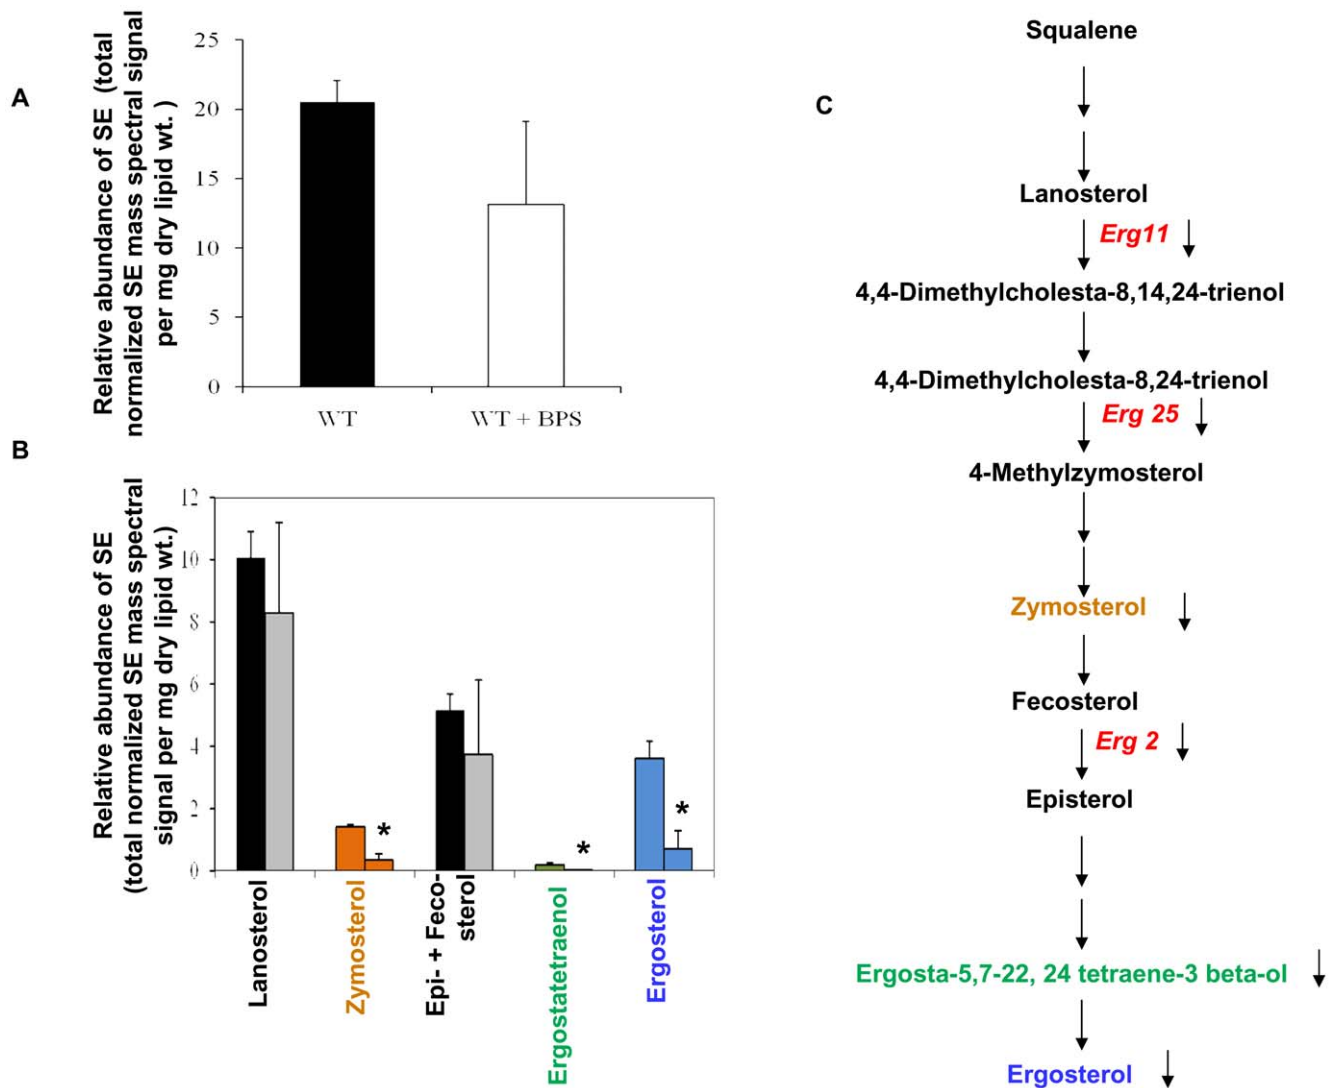 A
Relative abundance of SE (total
normalized SE mass spectral signal
per mg dry lipid wt. )
25
20
15
10
5
0
WT
WT + BPS
B
Relative abundance of SE
(total normalized SE mass spectral
signal per mg dry lipid wt.)
12
10
8
6
4
2
0
*
*
*
Lanosterol
Zymosterol
Epi- + Feco-
sterol
Ergostatetraenol
Ergosterol
C
Squalene
Lanosterol
Erg11
4,4-Dimethylcholesta-8,14,24-trienol
4,4-Dimethylcholesta-8,24-trienol
Erg 25
4-Methylzymosterol
Zymosterol
Fecosterol
Erg 2
Episterol
Ergosta-5,7-22, 24 tetraene-3 beta-ol
Ergosterol